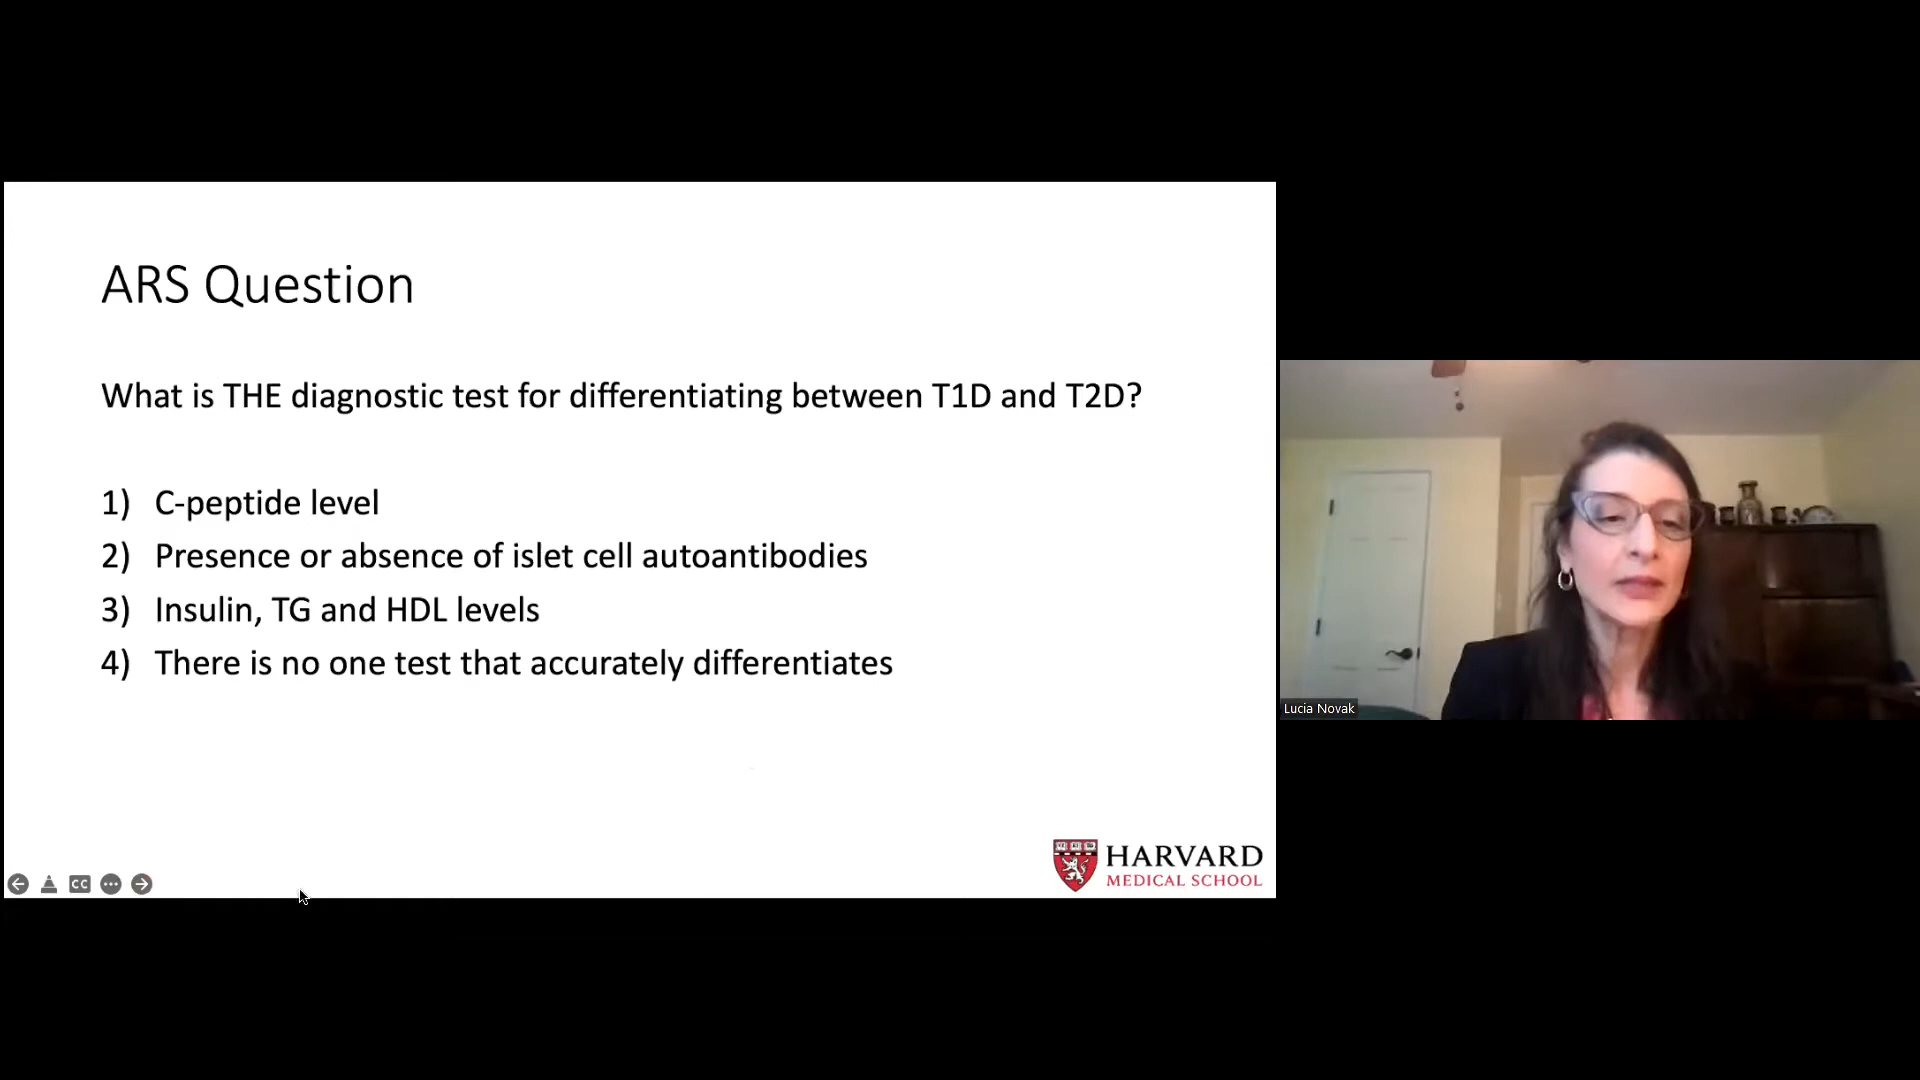 ARS Question
What is THE diagnostic test for differentiating between T1D and T2D?
1) C-peptide level
2) Presence or absence of islet cell autoantibodies
3) Insulin, TG and HDL levels
4) There is no one test that accurately differentiates
CC
HARVARD
MEDICAL SCHOOL
Lucia Novak